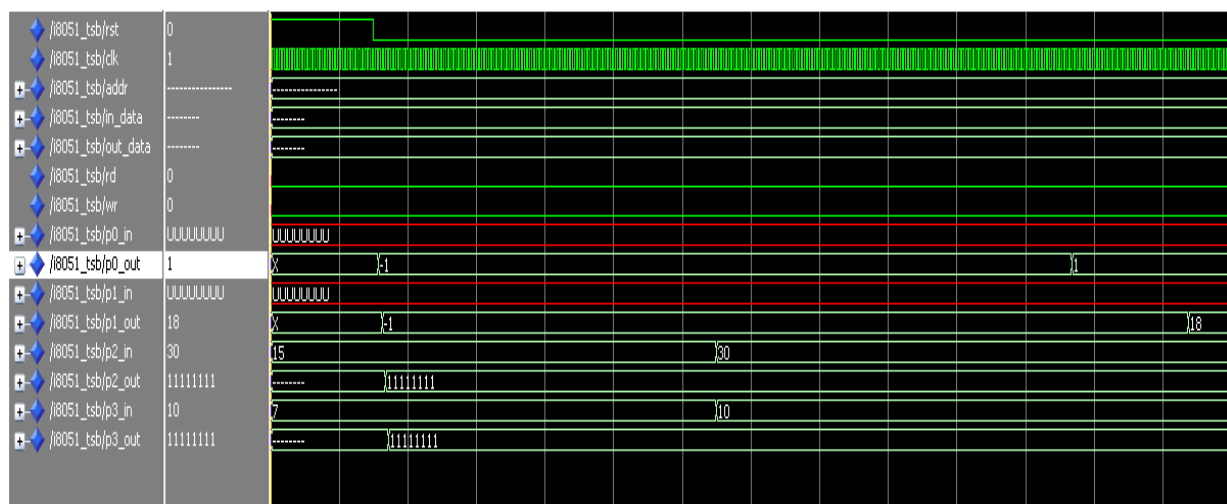 /i8051_tsb/rst 0
/i8051_tsb/clk 1
/i8051_tsb/addr ---------------- ----------------
/i8051_tsb/in_data -------- --------
/i8051_tsb/out_data -------- --------
/i8051_tsb/rd 0
/i8051_tsb/wr 0
/i8051_tsb/p0_in UUUUUUUU UUUUUUUU
/i8051_tsb/p0_out 1 X -1 1
/i8051_tsb/p1_in UUUUUUUU UUUUUUUU
/i8051_tsb/p1_out 18 X -1 18
/i8051_tsb/p2_in 30 15 30
/i8051_tsb/p2_out 11111111 -------- 11111111
/i8051_tsb/p3_in 10 7 10
/i8051_tsb/p3_out 11111111 -------- 11111111